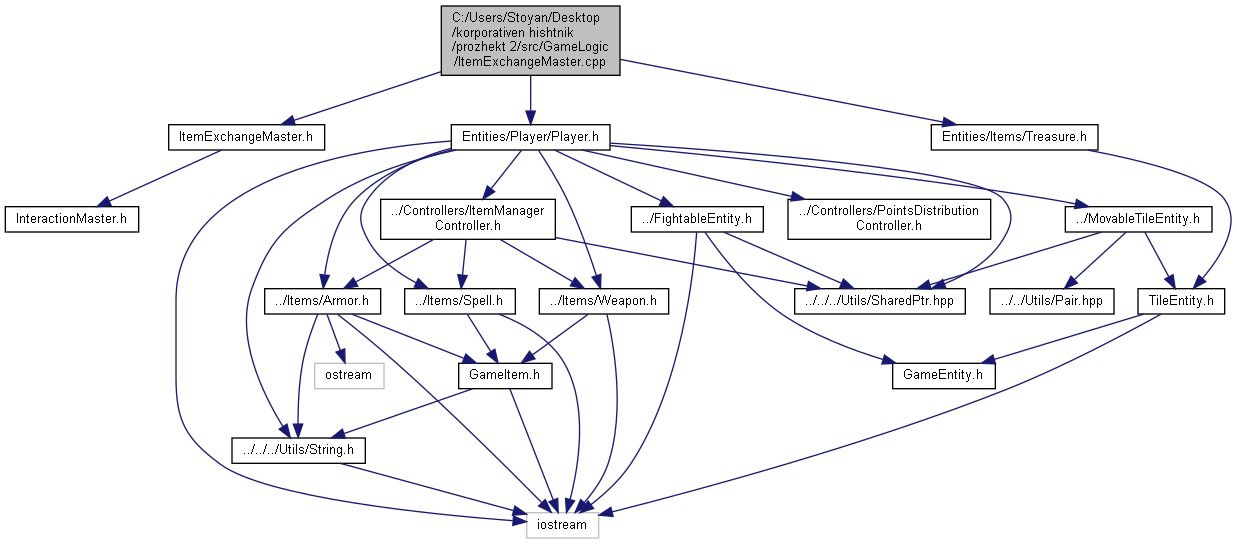 C:/Users/Stoyan/Desktop
/korporativen hishtnik
/prozhekt 2/src/GameLogic
/ItemExchangeMaster.cpp
ItemExchangeMaster.h
Entities/Player/Player.h
Entities/Items/Treasure.h
InteractionMaster.h
../Controllers/ItemManager
Controller.h
../FightableEntity.h
../Controllers/PointsDistribution
Controller.h
../MovableTileEntity.h
../Items/Armor.h
../Items/Spell.h
../Items/Weapon.h
../../../Utils/SharedPtr.hpp
../../Utils/Pair.hpp
TileEntity.h
ostream
GameItem.h
GameEntity.h
../../../Utils/String.h
iostream